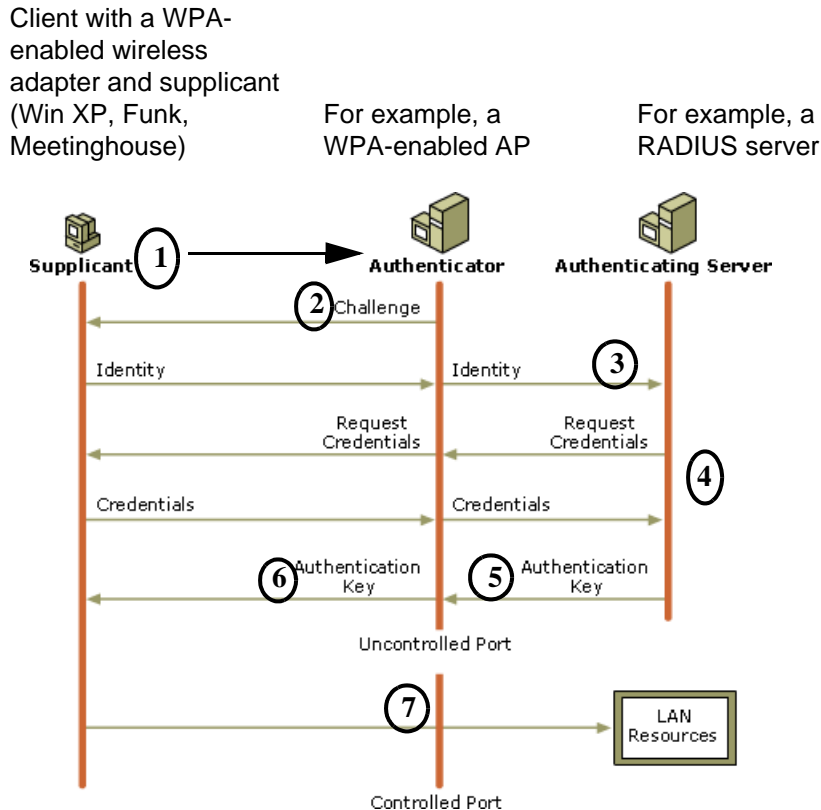 Client with a WPA-
enabled wireless
adapter and supplicant
(Win XP, Funk,
Meetinghouse)
For example, a
WPA-enabled AP
For example, a
RADIUS server
Supplicant
1
Authenticator
Authenticating Server
2
Challenge
Identity
Identity
3
Request
Credentials
Request
Credentials
4
Credentials
Credentials
6
Authentication
Key
5
Authentication
Key
Uncontrolled Port
7
LAN
Resources
Controlled Port